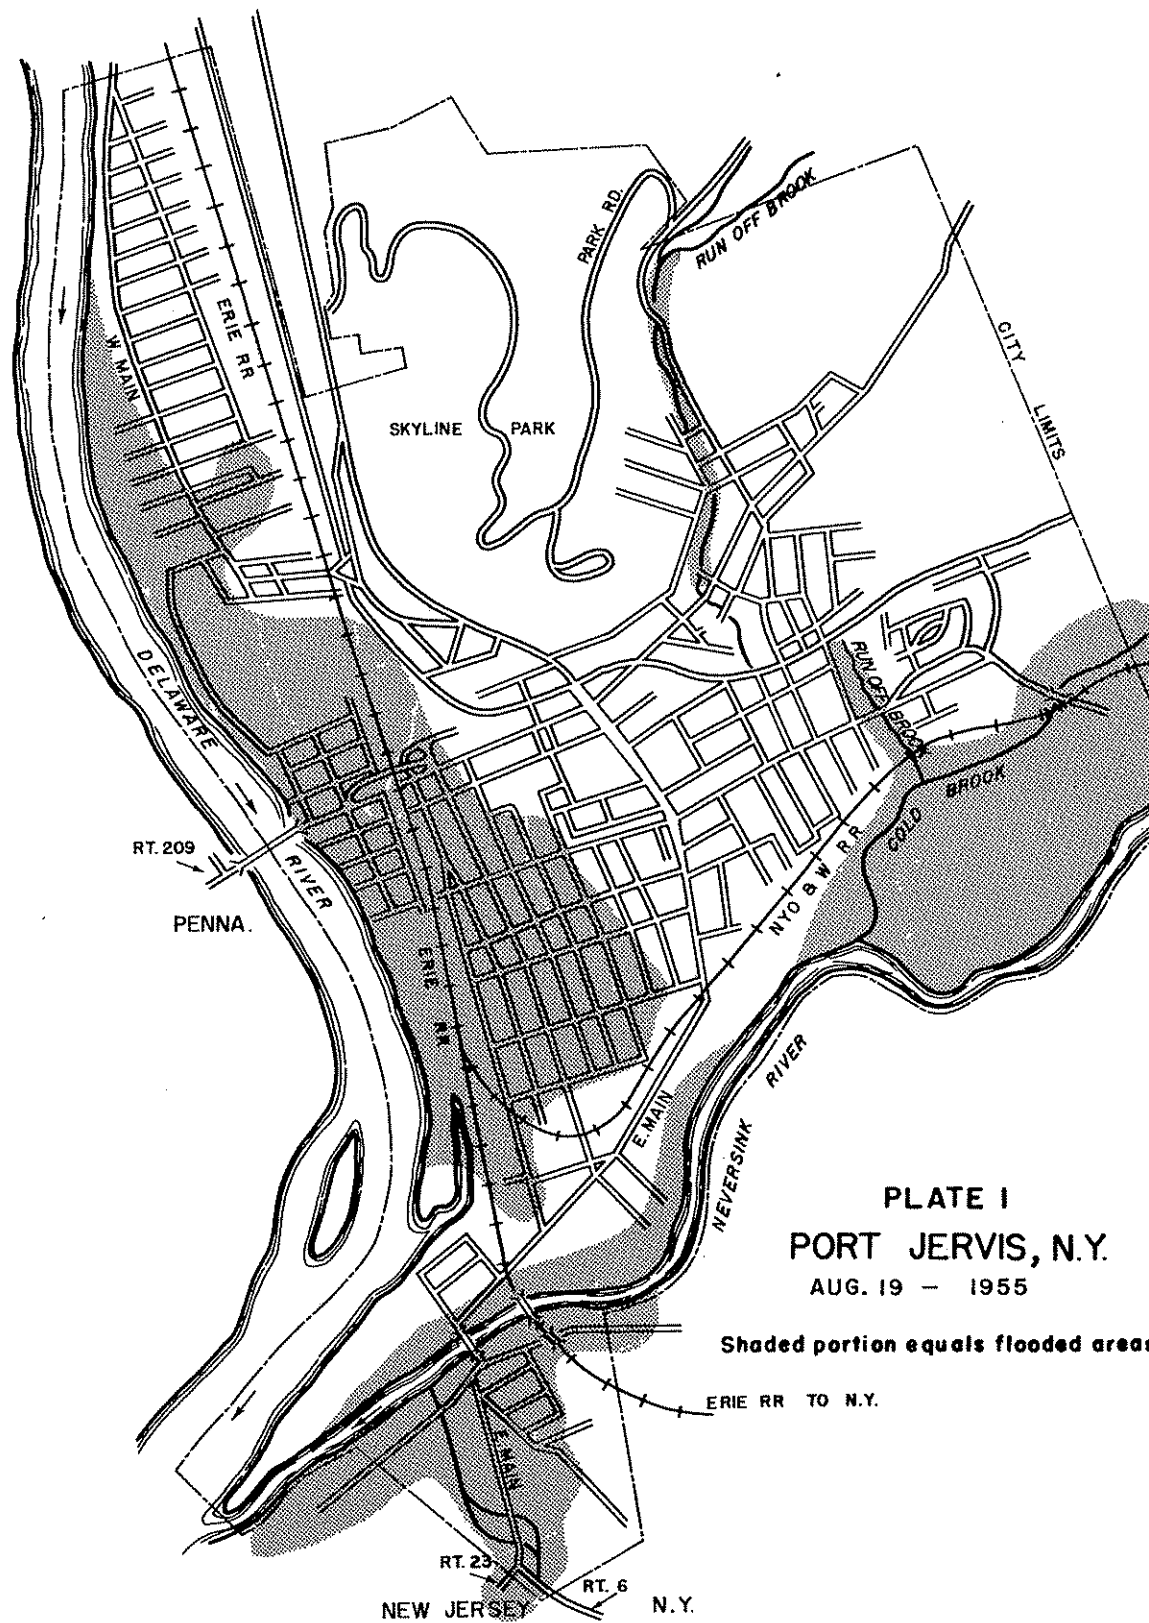 RUN OFF BROOK
PARK RD.
ERIE RR
W. MAIN
CITY LIMITS
SKYLINE PARK
DELAWARE RIVER
RUN OFF BROOK
COLD BROOK
RT. 209
PENNA.
NYO & W RR
ERIE RR
E. MAIN
NEVERSINK RIVER
PLATE I
PORT JERVIS, N.Y.
AUG. 19 – 1955
Shaded portion equals flooded areas
ERIE RR TO N.Y.
E. MAIN
RT. 23
RT. 6
NEW JERSEY
N.Y.